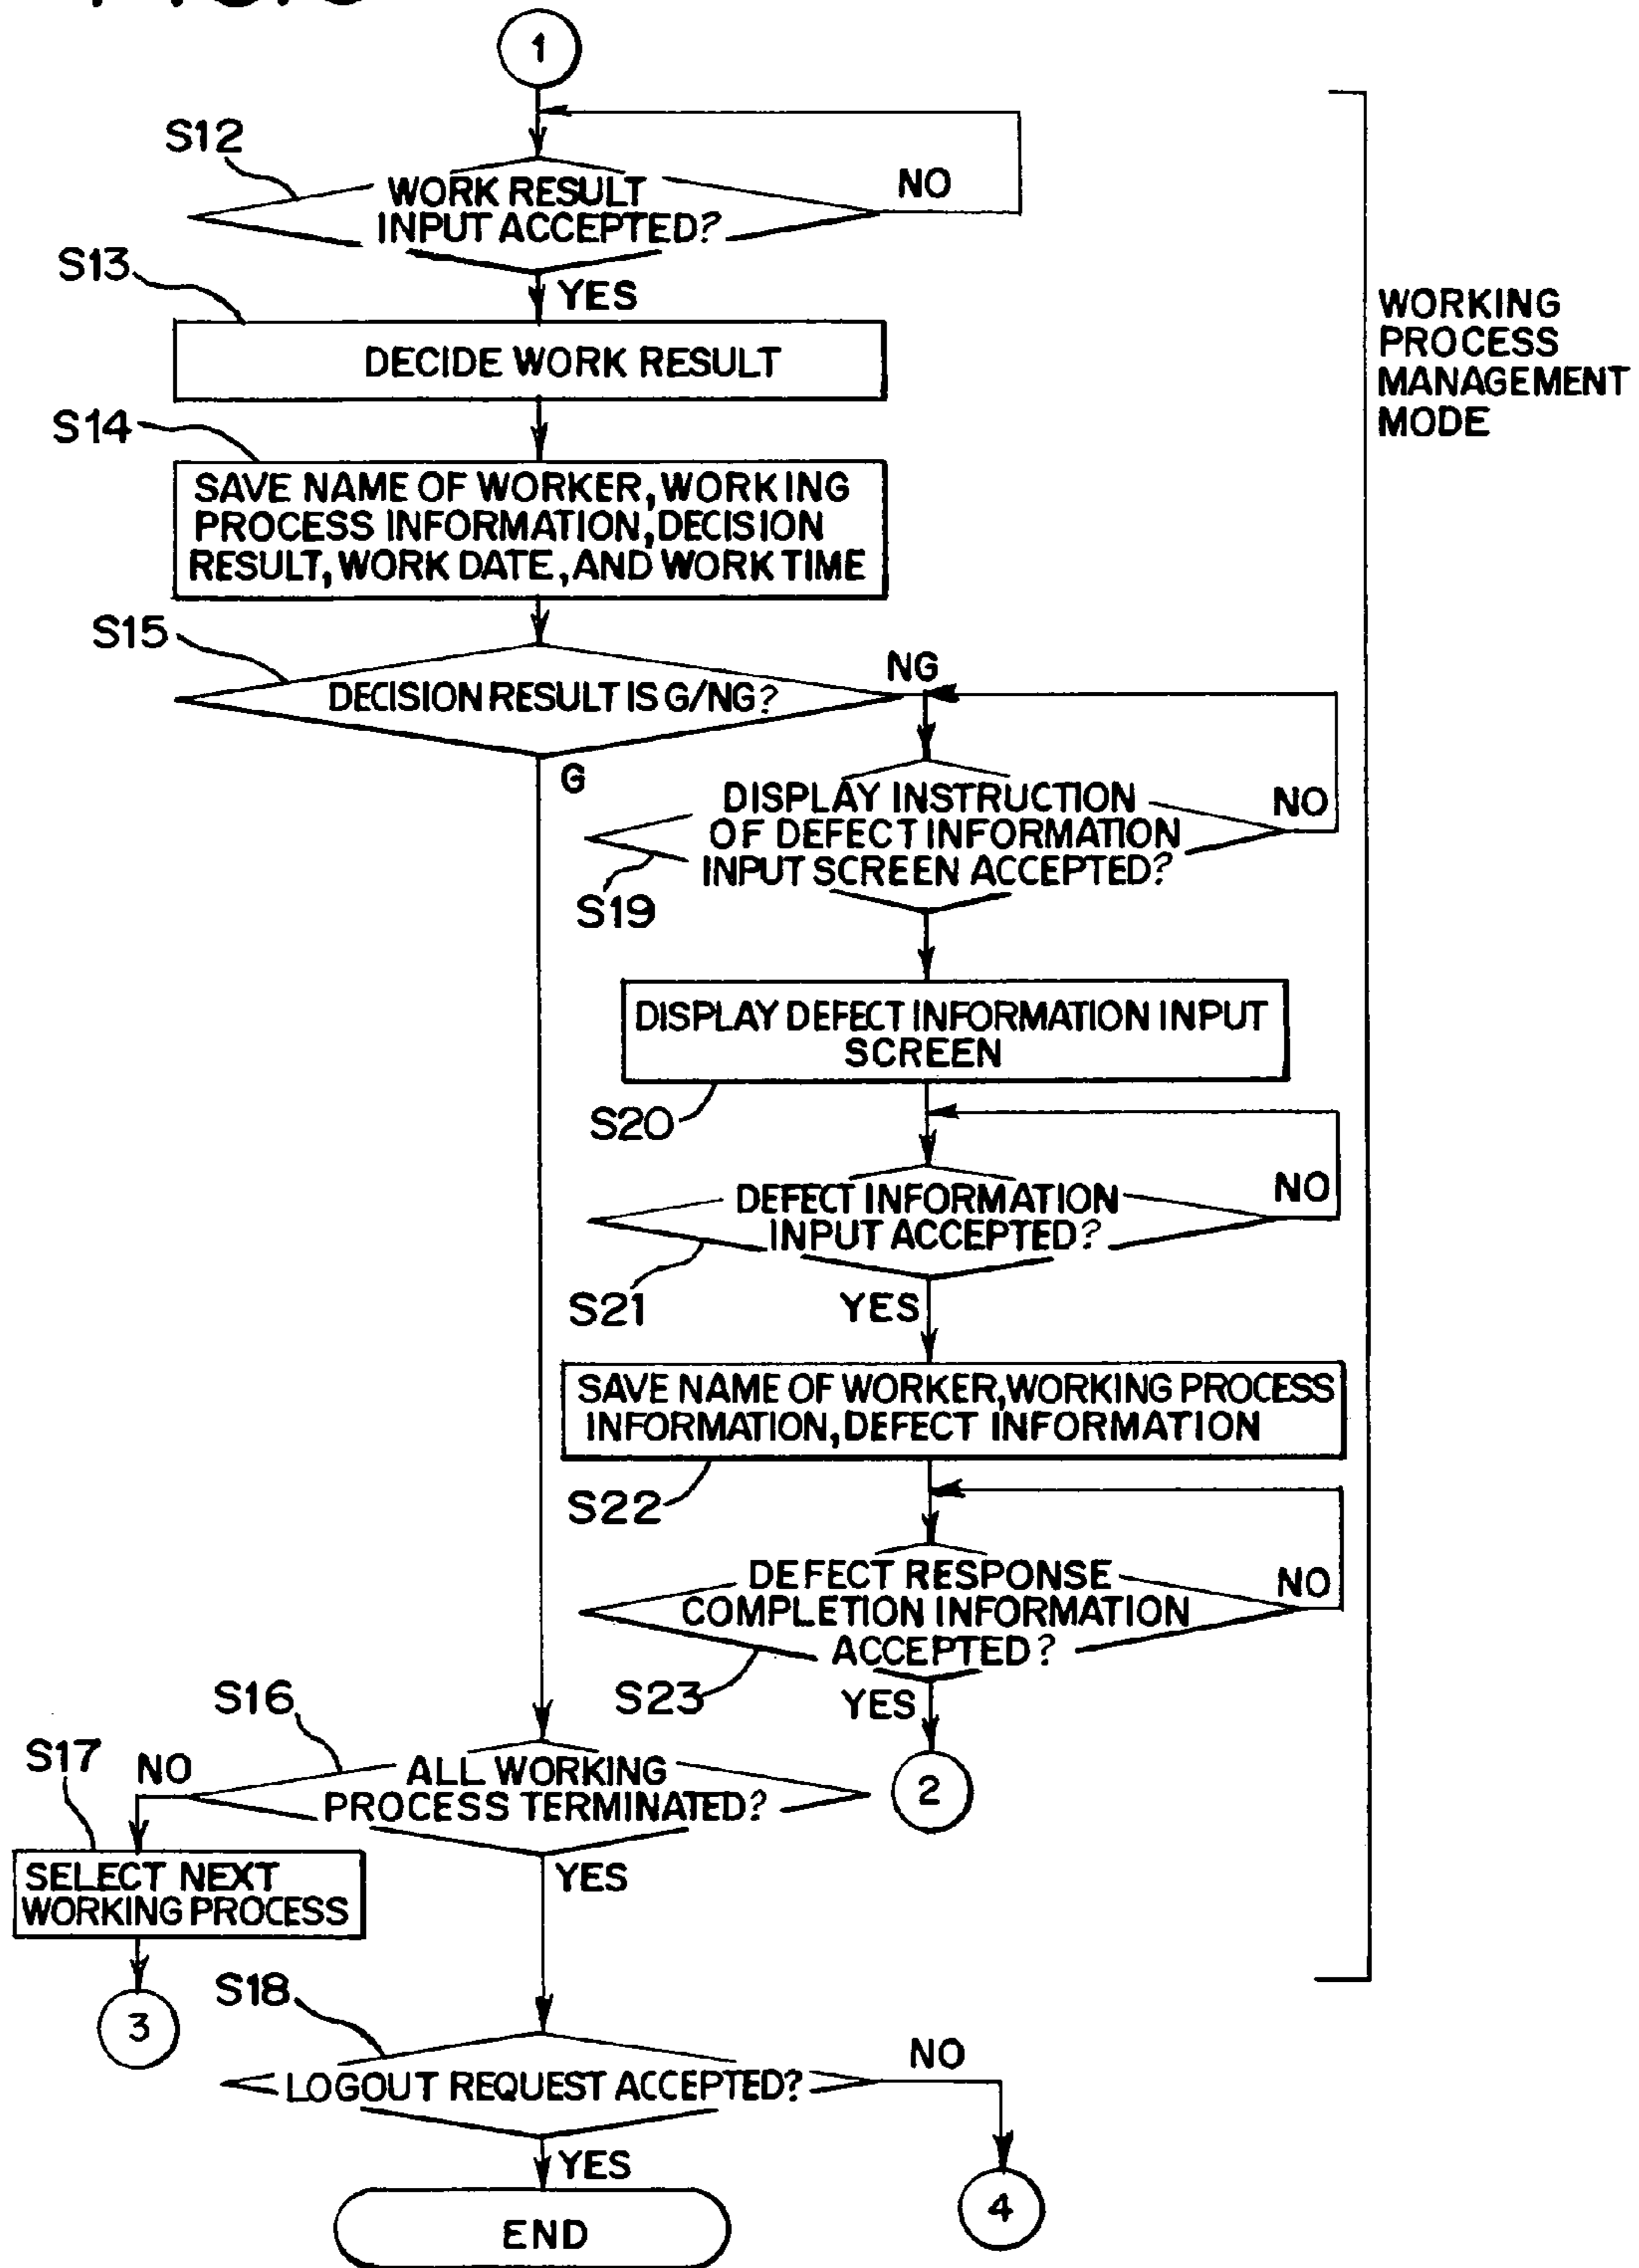 1
S12
WORK RESULT
INPUT ACCEPTED?
NO
S13
YES
DECIDE WORK RESULT
WORKING
PROCESS
MANAGEMENT
MODE
S14
SAVE NAME OF WORKER, WORKING
PROCESS INFORMATION, DECISION
RESULT, WORK DATE, AND WORK TIME
S15
DECISION RESULT IS G/NG?
NG
G
DISPLAY INSTRUCTION
OF DEFECT INFORMATION
INPUT SCREEN ACCEPTED?
NO
S19
DISPLAY DEFECT INFORMATION INPUT
SCREEN
S20
DEFECT INFORMATION
INPUT ACCEPTED?
NO
S21
YES
SAVE NAME OF WORKER, WORKING PROCESS
INFORMATION, DEFECT INFORMATION
S22
DEFECT RESPONSE
COMPLETION INFORMATION
ACCEPTED?
NO
S23
YES
2
S16
ALL WORKING
PROCESS TERMINATED?
S17
NO
YES
SELECT NEXT
WORKING PROCESS
3
S18
LOGOUT REQUEST ACCEPTED?
NO
YES
4
END